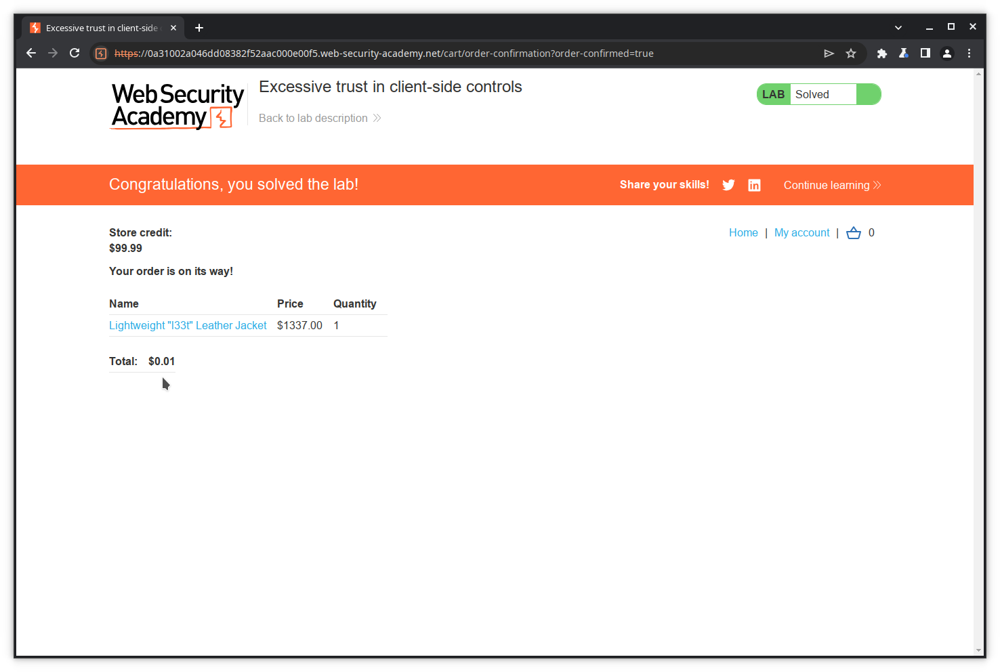 Excessive trust in client-side
https://0a31002a046dd08382f52aac000e00f5.web-security-academy.net/cart/order-confirmation?order-confirmed=true
Web Security
Academy
Excessive trust in client-side controls
Back to lab description
LAB Solved
Congratulations, you solved the lab!
Share your skills!
Continue learning
Store credit:
$99.99
Home | My account | 0
Your order is on its way!
Name Price Quantity
Lightweight "l33t" Leather Jacket $1337.00 1
Total: $0.01